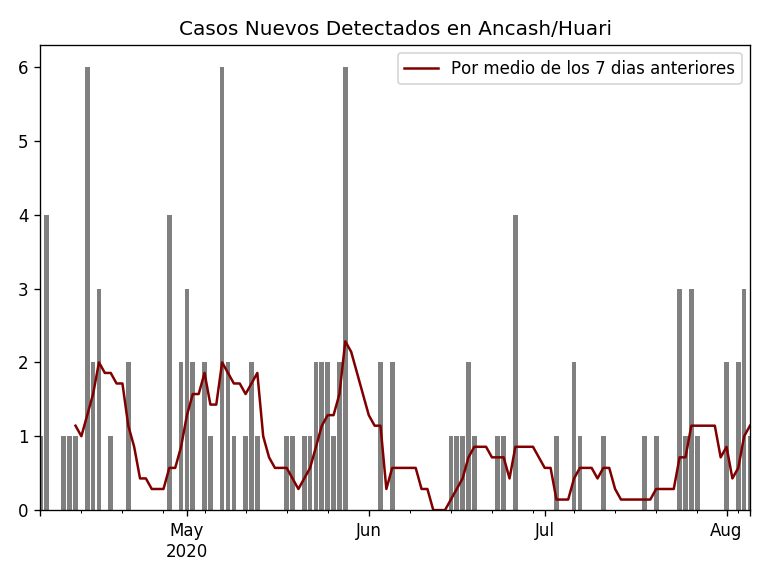 Casos Nuevos Detectados en Ancash/Huari
Por medio de los 7 dias anteriores
6
5
4
3
2
1
0
May
2020
Jun
Jul
Aug